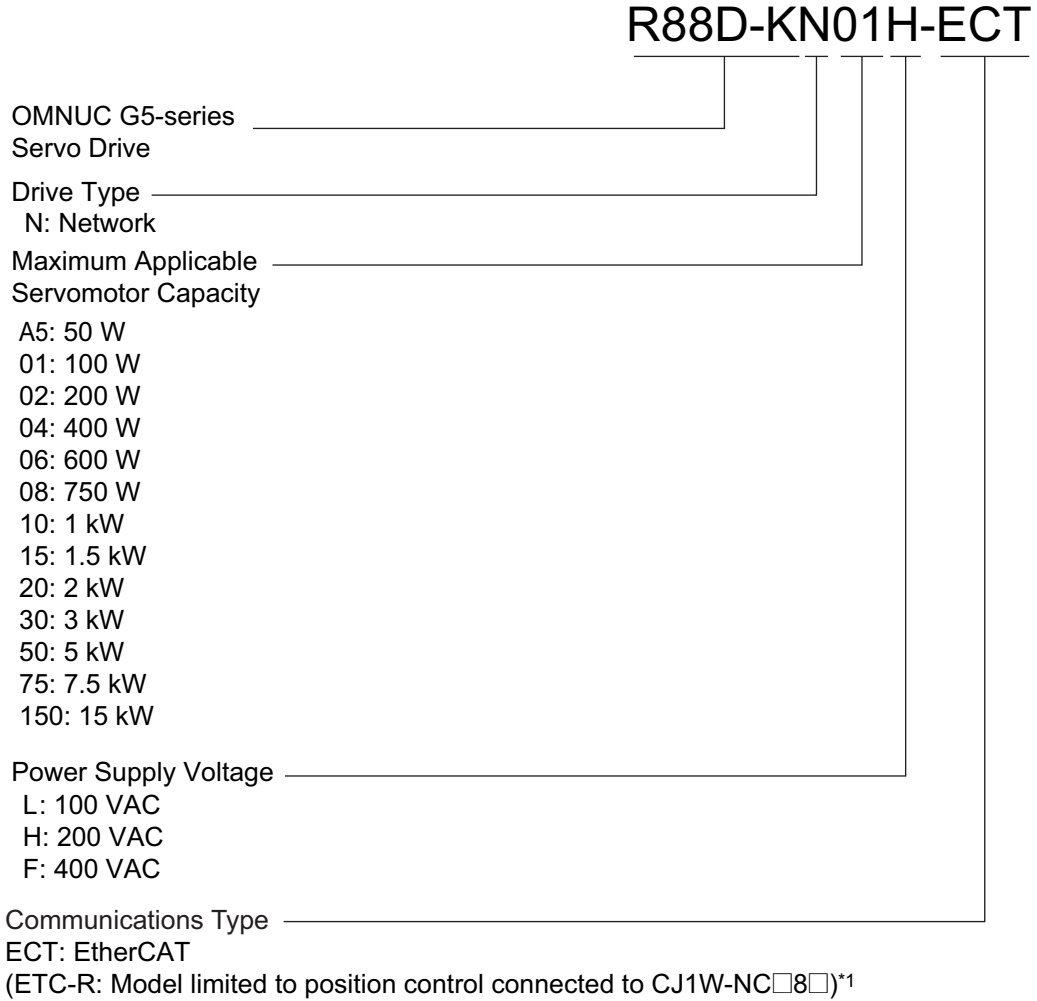 R88D-KN01H-ECT
OMNUC G5-series
Servo Drive
Drive Type
N: Network
Maximum Applicable
Servomotor Capacity
A5: 50 W
01: 100 W
02: 200 W
04: 400 W
06: 600 W
08: 750 W
10: 1 kW
15: 1.5 kW
20: 2 kW
30: 3 kW
50: 5 kW
75: 7.5 kW
150: 15 kW
Power Supply Voltage
L: 100 VAC
H: 200 VAC
F: 400 VAC
Communications Type
ECT: EtherCAT
(ETC-R: Model limited to position control connected to CJ1W-NC□8□)*1